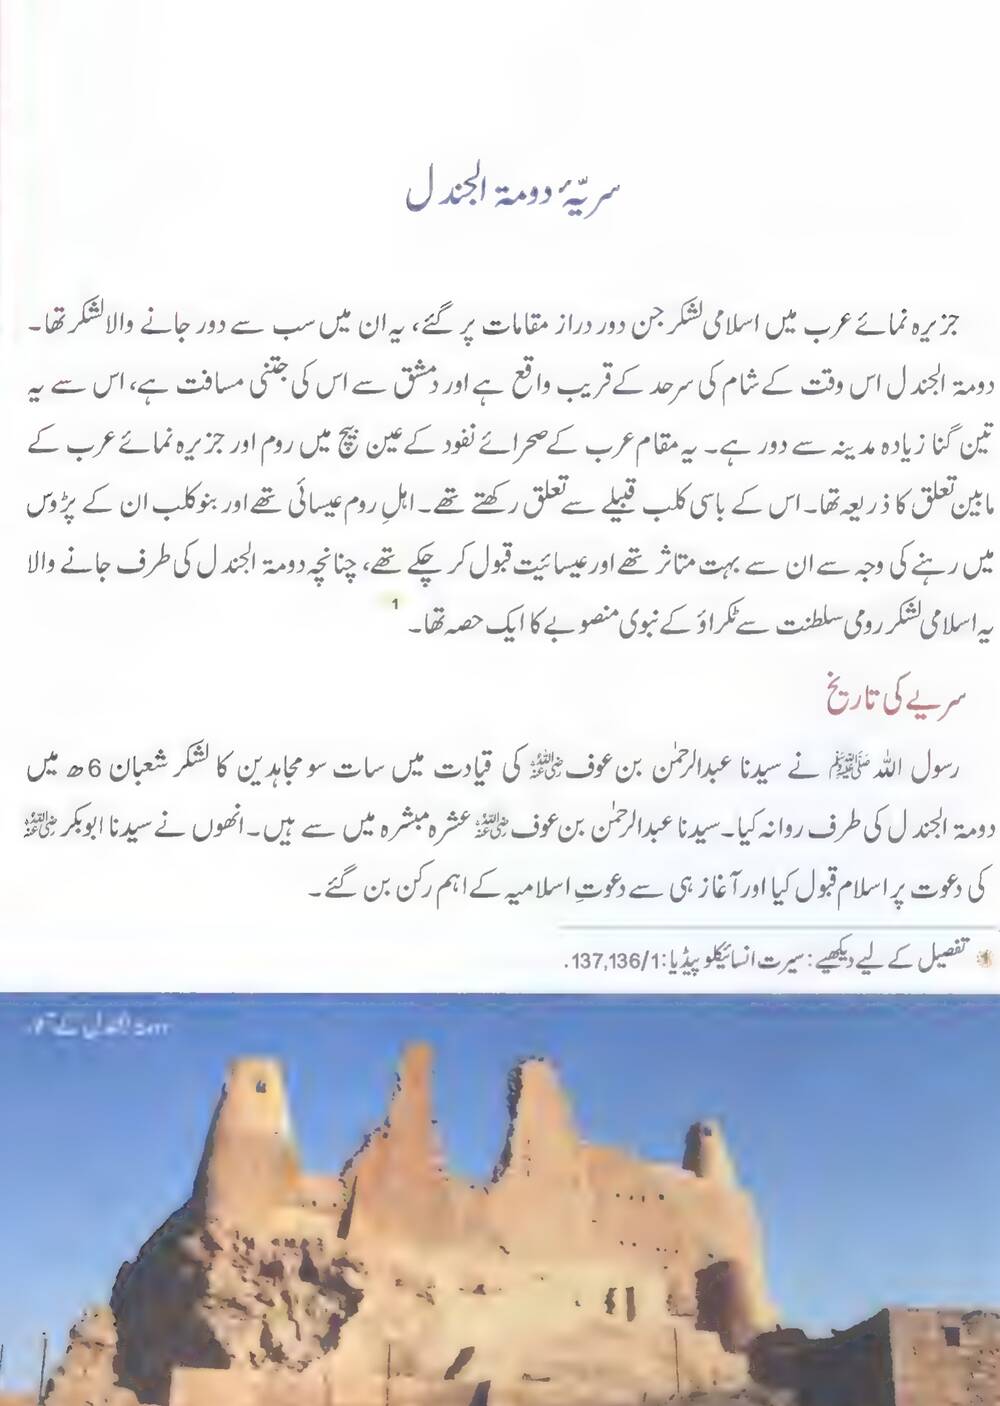 سریّۂ دومۃ الجندل
جزیرہ نمائے عرب میں اسلامی لشکر جن دور دراز مقامات پر گئے، یہ ان میں سب سے دور جانے والا لشکر تھا۔
دومۃ الجندل اس وقت کے شام کی سرحد کے قریب واقع ہے اور دمشق سے اس کی جتنی مسافت ہے، اس سے یہ
تین گنا زیادہ مدینہ سے دور ہے۔ یہ مقام عرب کے صحرائے نفود کے عین بیچ میں روم اور جزیرہ نمائے عرب کے
مابین تعلق کا ذریعہ تھا۔ اس کے باسی کلب قبیلے سے تعلق رکھتے تھے۔ اہلِ روم عیسائی تھے اور بنو کلب ان کے پڑوس
میں رہنے کی وجہ سے ان سے بہت متاثر تھے اور عیسائیت قبول کر چکے تھے، چنانچہ دومۃ الجندل کی طرف جانے والا
یہ اسلامی لشکر رومی سلطنت سے ٹکراؤ کے نبوی منصوبے کا ایک حصہ تھا۔ 1
سریے کی تاریخ
رسول اللہ ﷺ نے سیدنا عبدالرحمٰن بن عوف رضی اللہ عنہ کی قیادت میں سات سو مجاہدین کا لشکر شعبان 6ھ میں
دومۃ الجندل کی طرف روانہ کیا۔ سیدنا عبدالرحمٰن بن عوف رضی اللہ عنہ عشرہ مبشرہ میں سے ہیں۔ انھوں نے سیدنا ابوبکر رضی اللہ عنہ
کی دعوت پر اسلام قبول کیا اور آغاز ہی سے دعوتِ اسلامیہ کے اہم رکن بن گئے۔
1 تفصیل کے لیے دیکھیے: سیرت انسائیکلوپیڈیا: 137,136/1.
دومۃ الجندل کے آثار